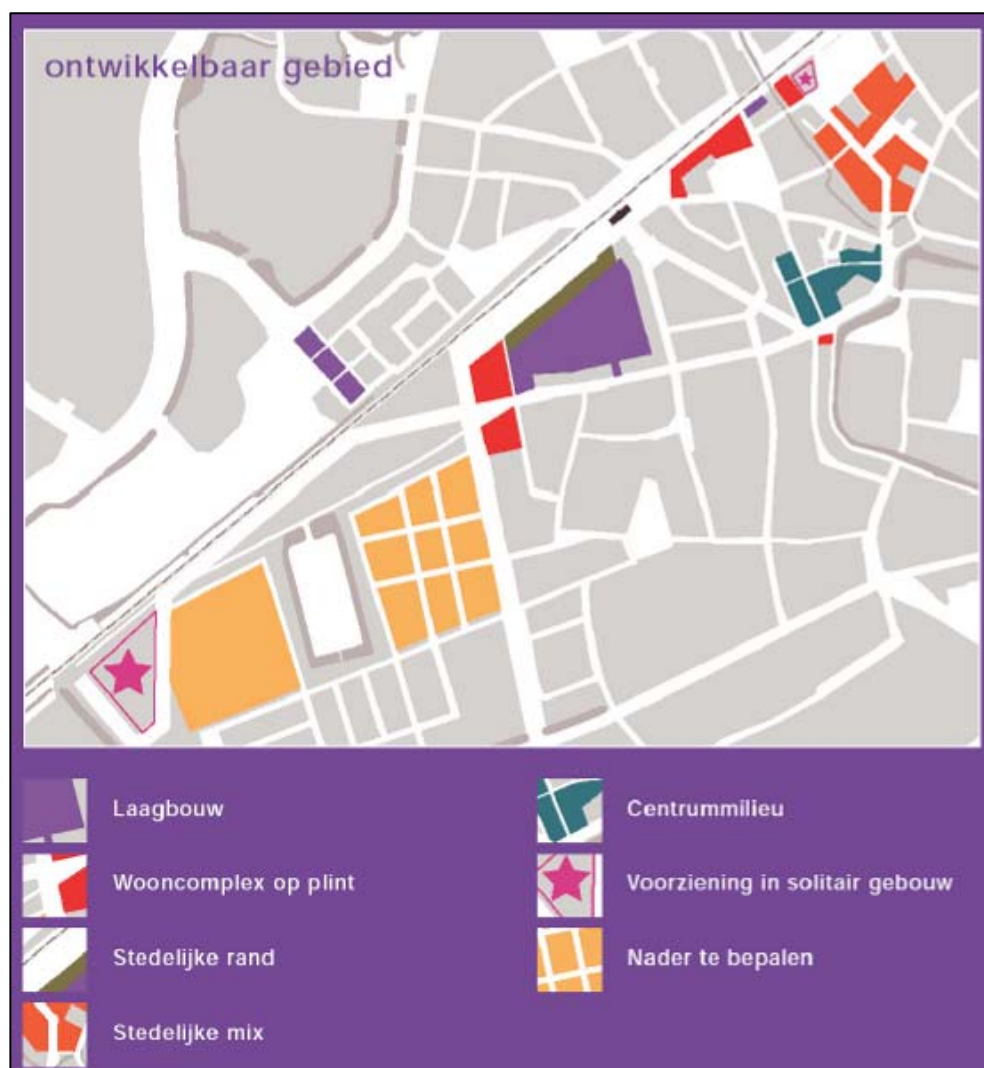 ontwikkelbaar gebied
Laagbouw
Wooncomplex op plint
Stedelijke rand
Stedelijke mix
Centrummilieu
Voorziening in solitair gebouw
Nader te bepalen